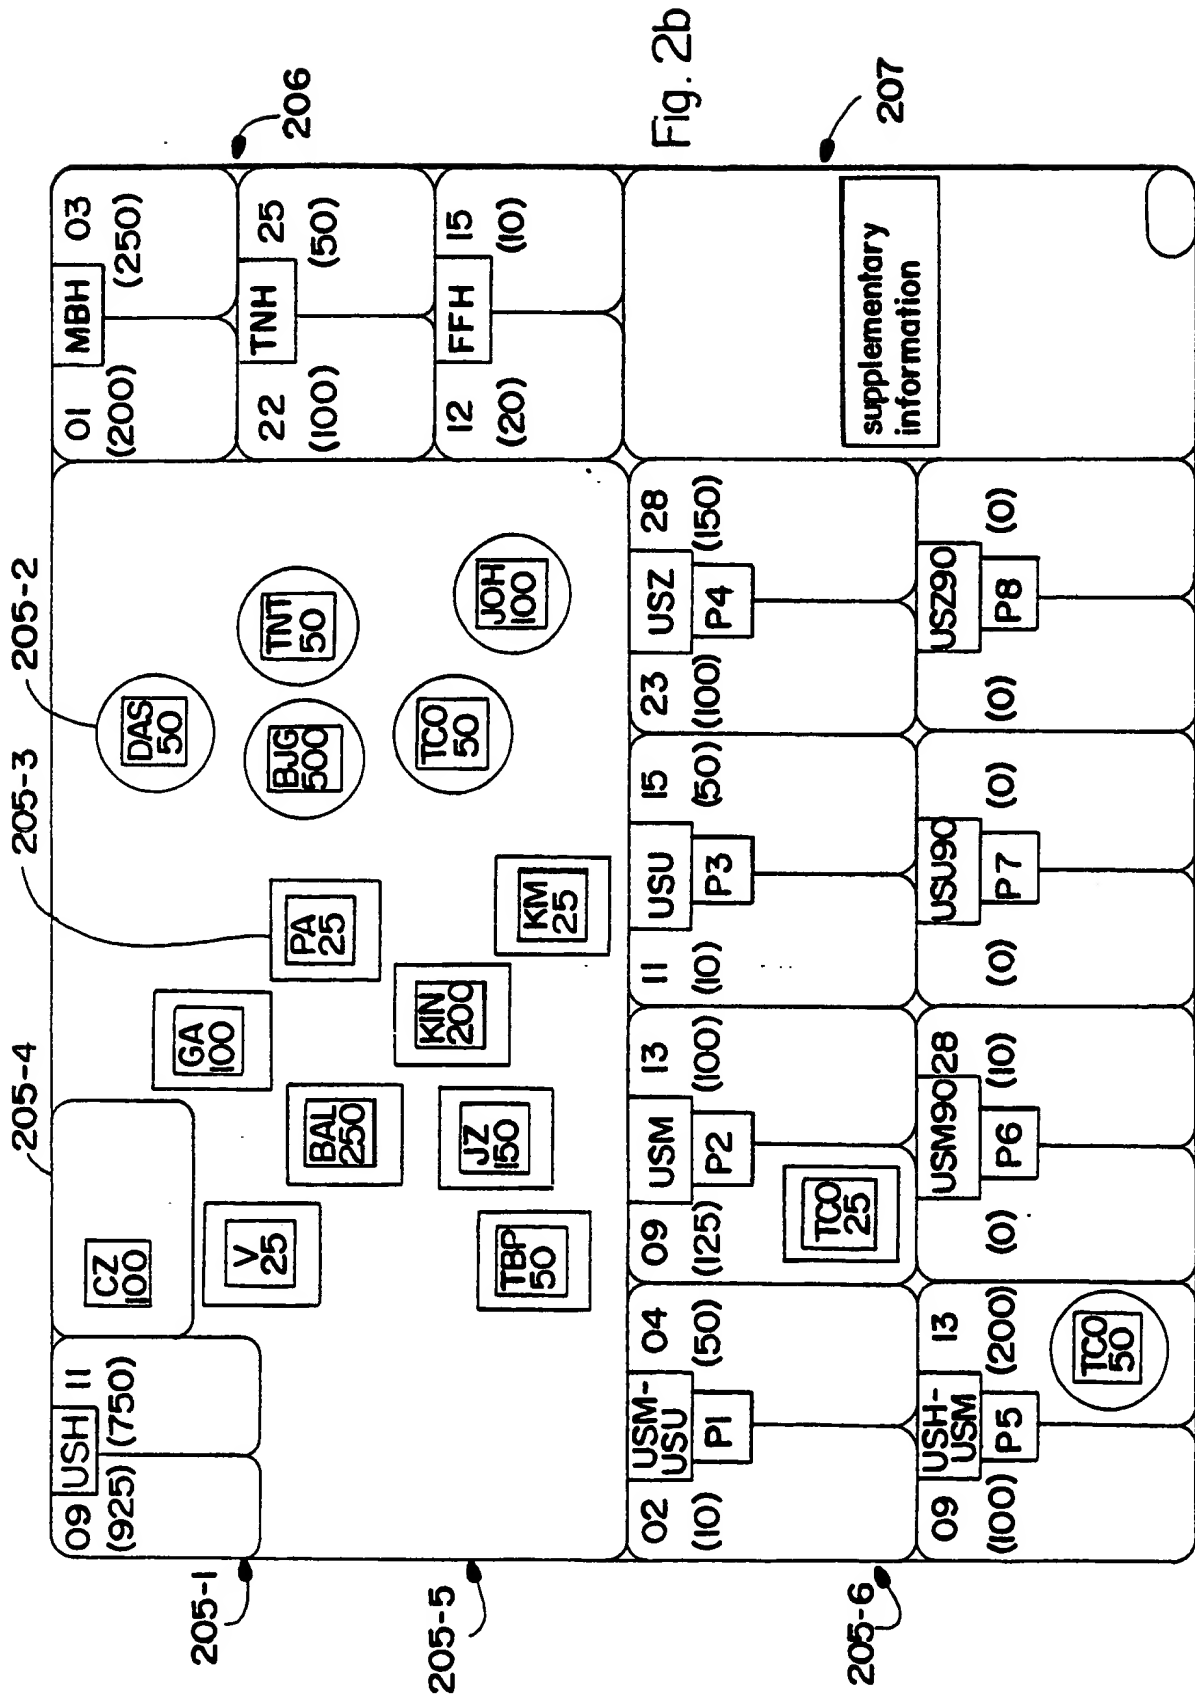 205-4
205-3
205-2
206
Fig. 2b
207
205-1
205-5
205-6
09 USH 11
(925) (750)
CZ
100
DAS
50
TNT
50
BJG
500
TCO
50
JOH
100
GA
100
PA
25
V
25
BAL
250
KIN
200
KM
25
JZ
150
TBP
50
01 MBH 03
(200) (250)
22 TNH 25
(100) (50)
12 FFH 15
(20) (10)
02 USM-
USU 04
(10) P1 (50)
09 USM 13
(125) P2 (100)
TCO
25
11 USU 15
(10) P3 (50)
23 USZ 28
(100) P4 (150)
09 USH-
USM 13
(100) P5 (200)
TCO
50
USM90 28
(0) P6 (10)
USU90
(0) P7 (0)
USZ90
(0) P8 (0)
supplementary
information